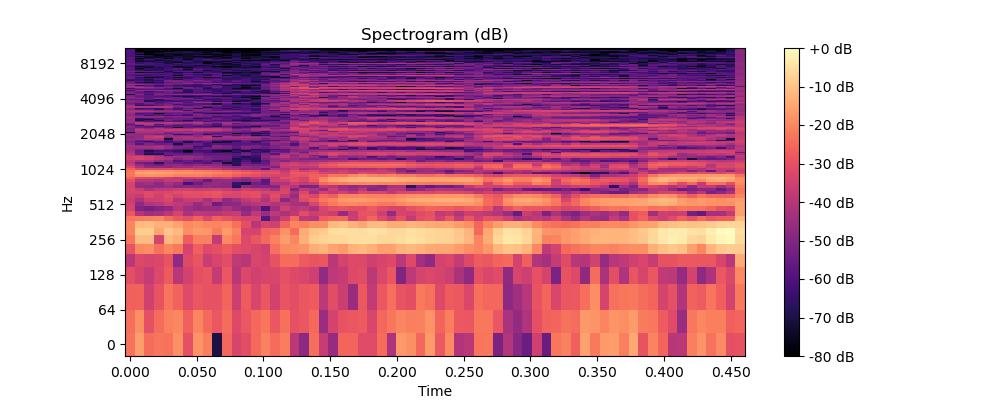 Spectrogram (dB)
8192
4096
2048
1024
512
256
128
64
0
Hz
0.000 0.050 0.100 0.150 0.200 0.250 0.300 0.350 0.400 0.450
Time
+0 dB
-10 dB
-20 dB
-30 dB
-40 dB
-50 dB
-60 dB
-70 dB
-80 dB